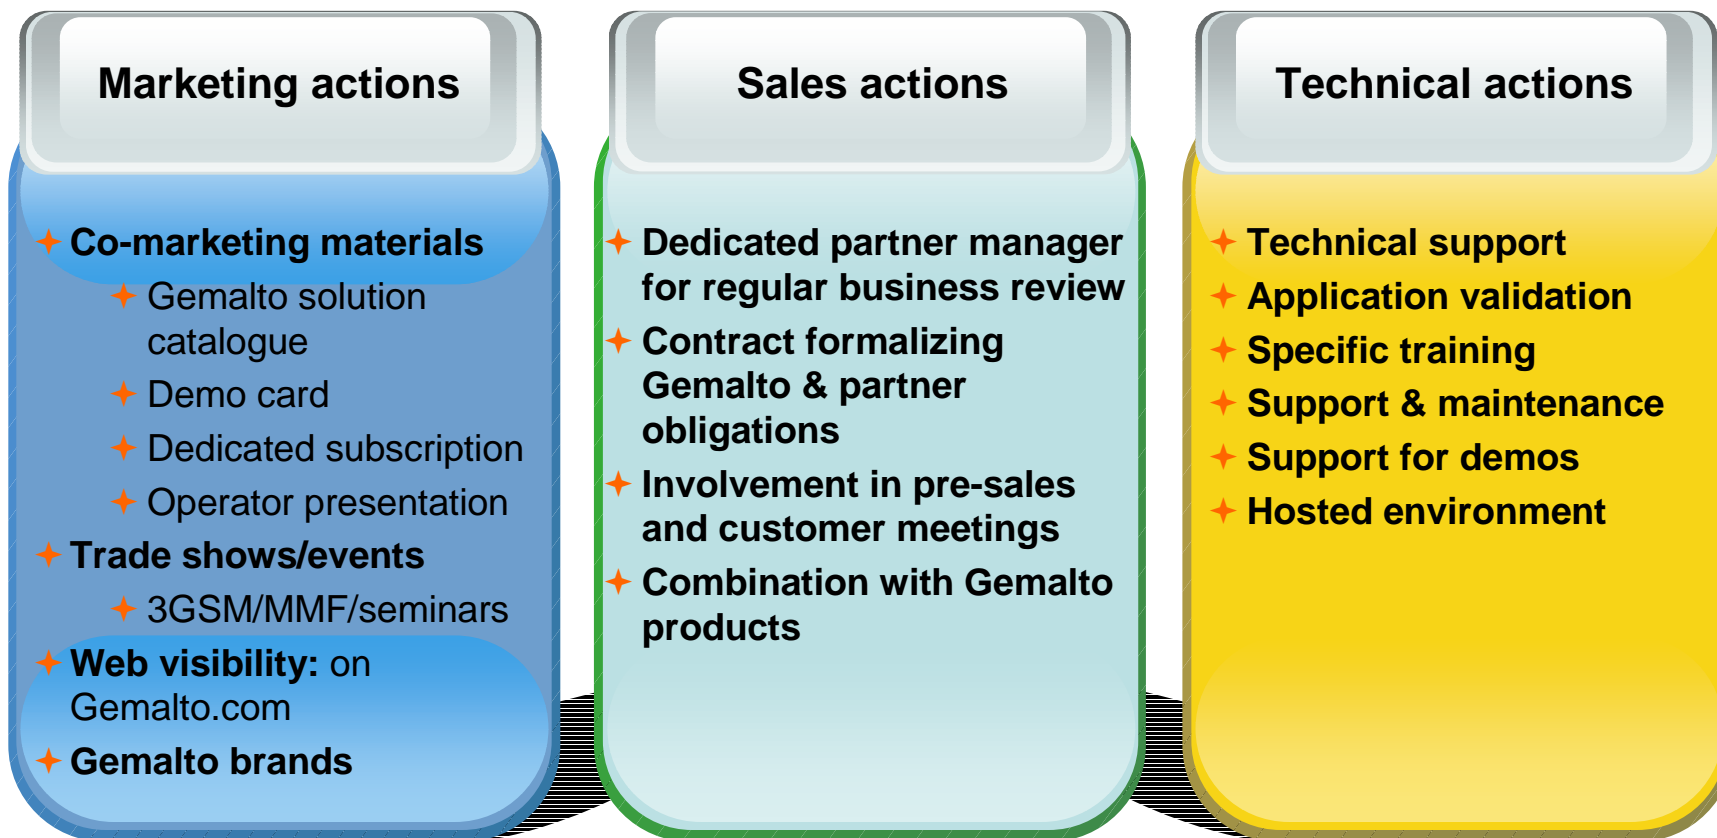 Marketing actions
Co-marketing materials
Gemalto solution
catalogue
Demo card
Dedicated subscription
Operator presentation
Trade shows/events
3GSM/MMF/seminars
Web visibility: on
Gemalto.com
Gemalto brands
Sales actions
Dedicated partner manager
for regular business review
Contract formalizing
Gemalto & partner
obligations
Involvement in pre-sales
and customer meetings
Combination with Gemalto
products
Technical actions
Technical support
Application validation
Specific training
Support & maintenance
Support for demos
Hosted environment